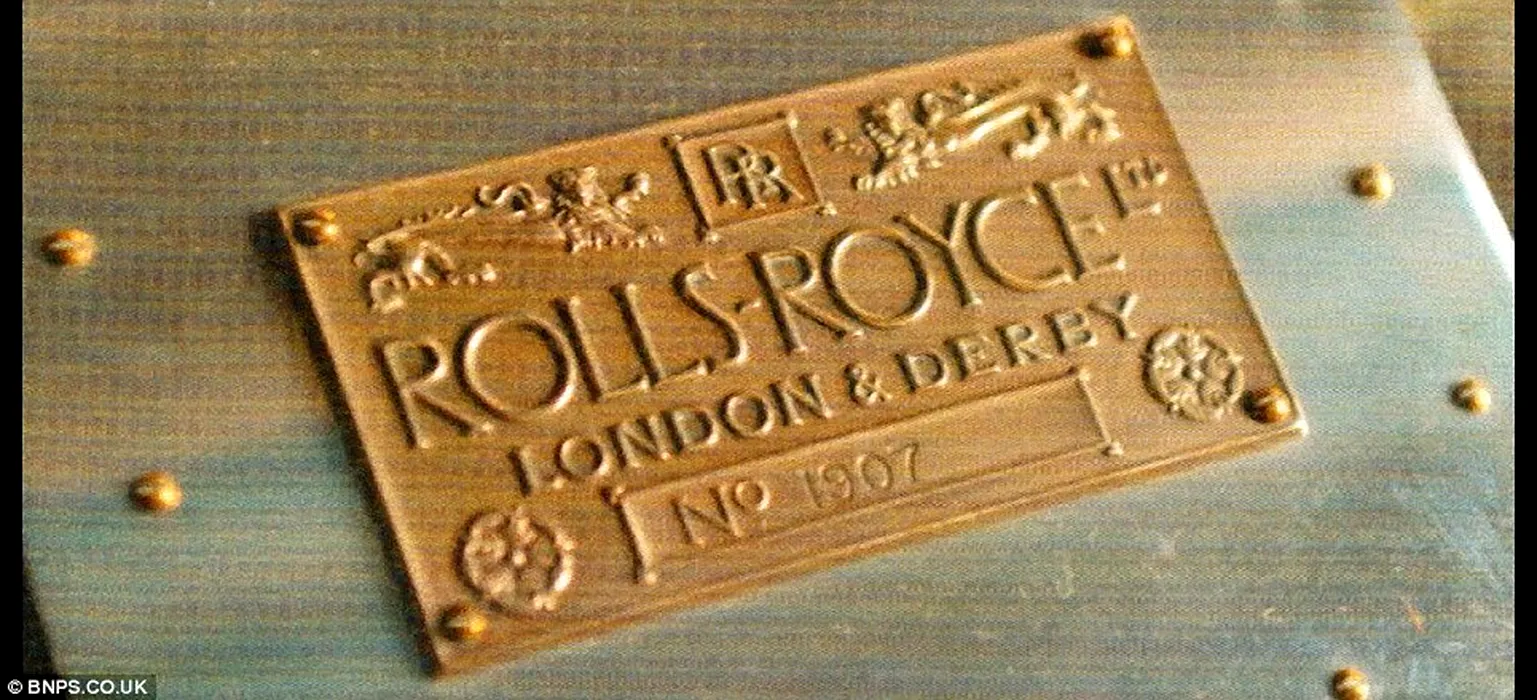 RR
ROLLS-ROYCE LTD
LONDON & DERBY
No 1907
© BNPS.CO.UK